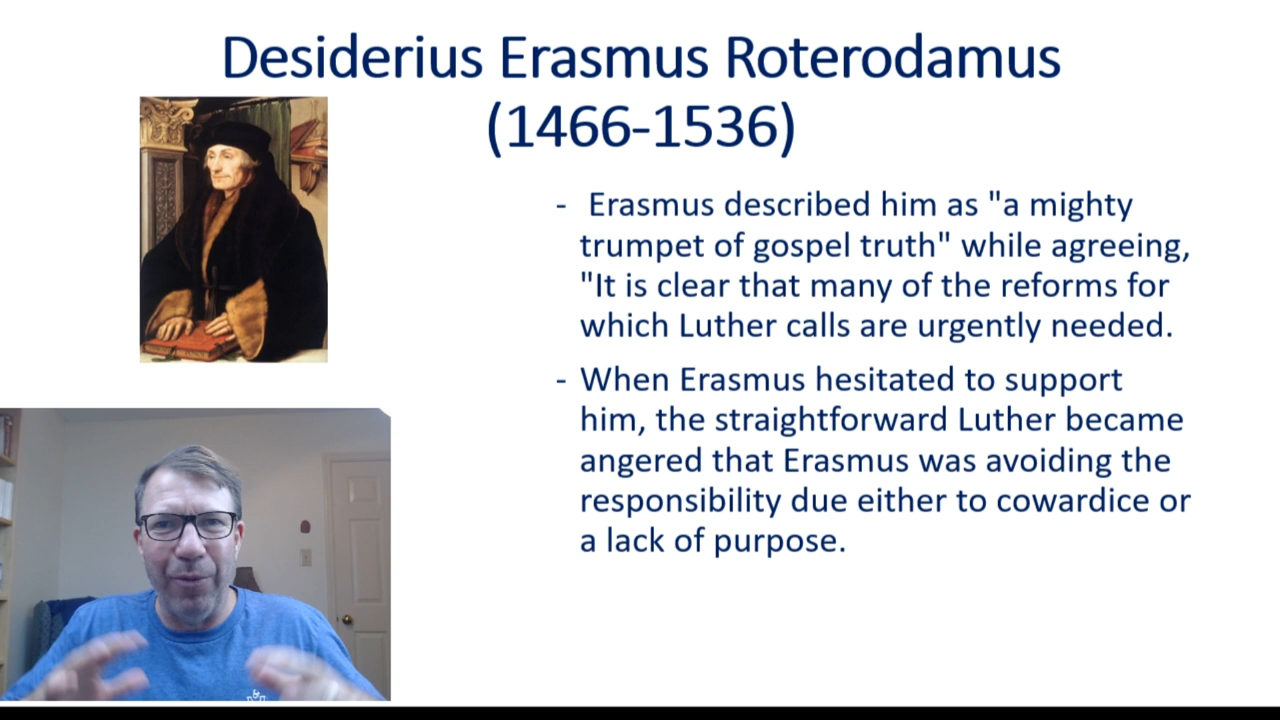 Desiderius Erasmus Roterodamus
(1466-1536)
- Erasmus described him as "a mighty
trumpet of gospel truth" while agreeing,
"It is clear that many of the reforms for
which Luther calls are urgently needed.
- When Erasmus hesitated to support
him, the straightforward Luther became
angered that Erasmus was avoiding the
responsibility due either to cowardice or
a lack of purpose.